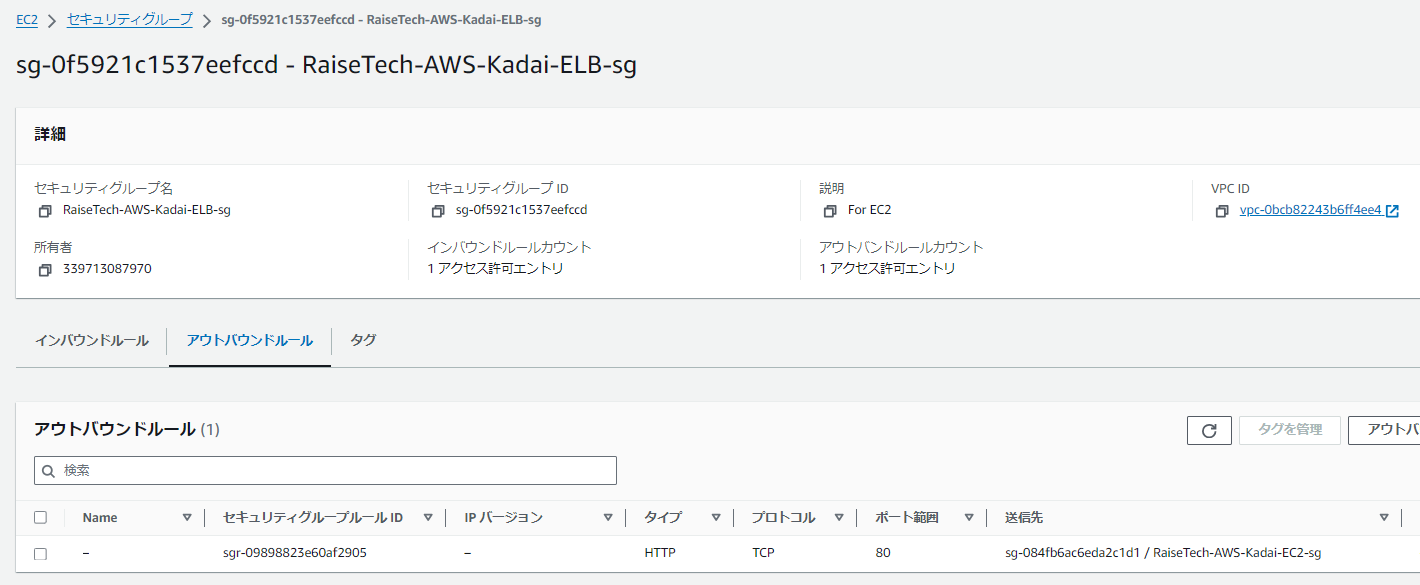 EC2 > セキュリティグループ > sg-0f5921c1537eefccd - RaiseTech-AWS-Kadai-ELB-sg
sg-0f5921c1537eefccd - RaiseTech-AWS-Kadai-ELB-sg
詳細
セキュリティグループ名 セキュリティグループ ID 説明 VPC ID
RaiseTech-AWS-Kadai-ELB-sg sg-0f5921c1537eefccd For EC2 vpc-0bcb82243b6ff4ee4
所有者 インバウンドルールカウント アウトバンドルールカウント
339713087970 1 アクセス許可エントリ 1 アクセス許可エントリ
インバウンドルール アウトバウンドルール タグ
アウトバウンドルール (1) タグを管理 アウトバ
検索
Name セキュリティグループルール ID IP バージョン タイプ プロトコル ポート範囲 送信先
– sgr-09898823e60af2905 – HTTP TCP 80 sg-084fb6ac6eda2c1d1 / RaiseTech-AWS-Kadai-EC2-sg